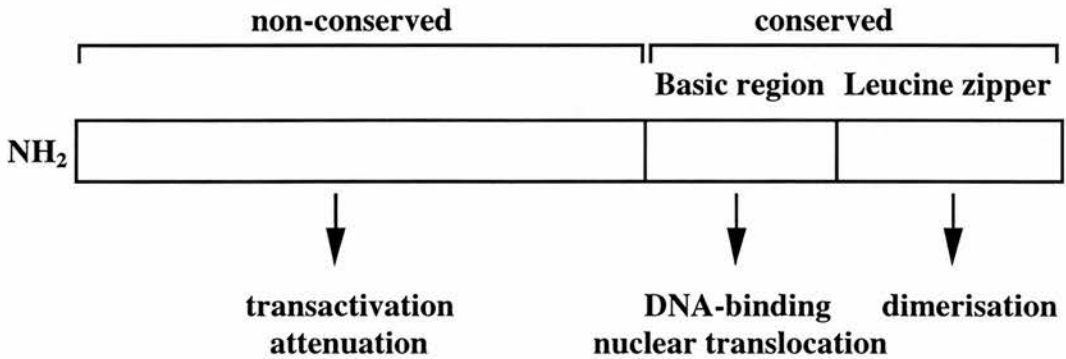 non-conserved conserved
Basic region Leucine zipper
NH₂
transactivation DNA-binding dimerisation
attenuation nuclear translocation